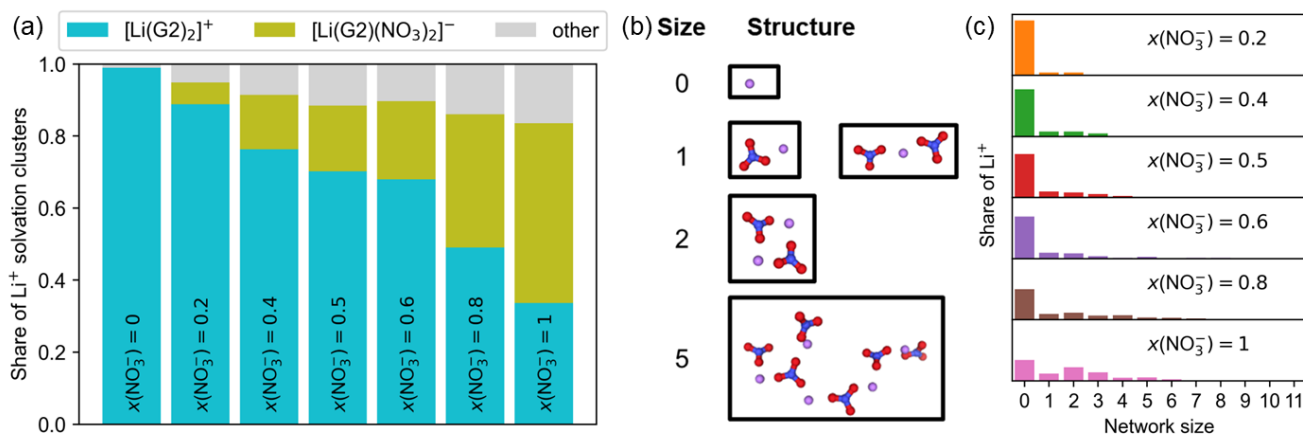 (a)
[Li(G2)₂]⁺ [Li(G2)(NO₃)₂]⁻ other
Share of Li⁺ solvation clusters
1.0
0.8
0.6
0.4
0.2
0.0
x(NO₃⁻) = 0
x(NO₃⁻) = 0.2
x(NO₃⁻) = 0.4
x(NO₃⁻) = 0.5
x(NO₃⁻) = 0.6
x(NO₃⁻) = 0.8
x(NO₃⁻) = 1
(b) Size Structure
0
1
2
5
(c)
Share of Li⁺
x(NO₃⁻) = 0.2
x(NO₃⁻) = 0.4
x(NO₃⁻) = 0.5
x(NO₃⁻) = 0.6
x(NO₃⁻) = 0.8
x(NO₃⁻) = 1
0 1 2 3 4 5 6 7 8 9 10 11
Network size